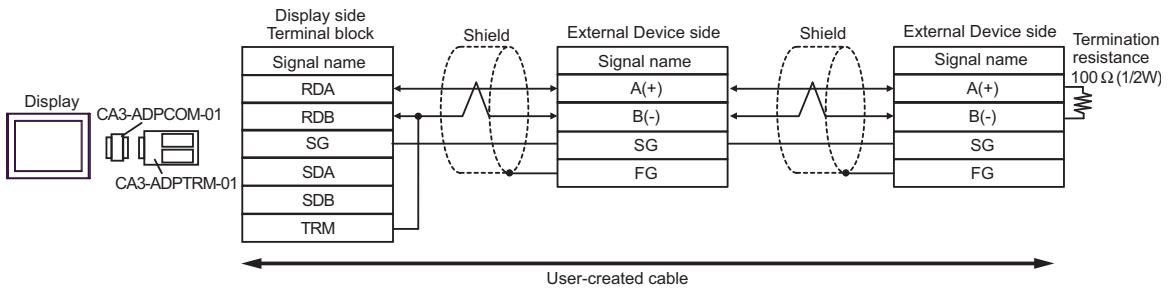 Display
CA3-ADPCOM-01
CA3-ADPTRM-01
Display side
Terminal block
Signal name
RDA
RDB
SG
SDA
SDB
TRM
Shield
External Device side
Signal name
A(+)
B(-)
SG
FG
Shield
External Device side
Signal name
A(+)
B(-)
SG
FG
Termination
resistance
100 Ω (1/2W)
User-created cable